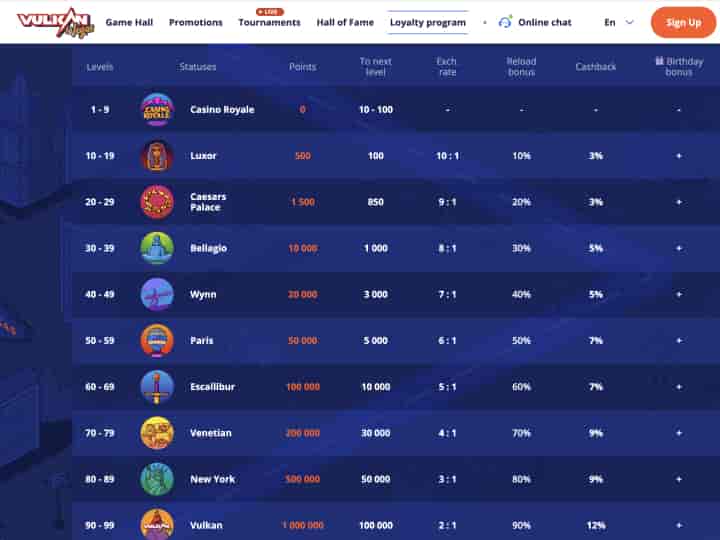 VULKAN Vegas Game Hall Promotions LIVE Tournaments Hall of Fame Loyalty program Online chat En Sign Up
Levels Statuses Points To next level Exch. rate Reload bonus Cashback Birthday bonus
1 - 9 CASINO ROYALE Casino Royale 0 10 - 100 - - - -
10 - 19 Luxor 500 100 10 : 1 10% 3% +
20 - 29 Caesars Palace 1 500 850 9 : 1 20% 3% +
30 - 39 Bellagio 10 000 1 000 8 : 1 30% 5% +
40 - 49 Wynn 20 000 3 000 7 : 1 40% 5% +
50 - 59 Paris 50 000 5 000 6 : 1 50% 7% +
60 - 69 Escallibur 100 000 10 000 5 : 1 60% 7% +
70 - 79 Venetian 200 000 30 000 4 : 1 70% 9% +
80 - 89 New York 500 000 50 000 3 : 1 80% 9% +
90 - 99 VULKAN Vulkan 1 000 000 100 000 2 : 1 90% 12% +